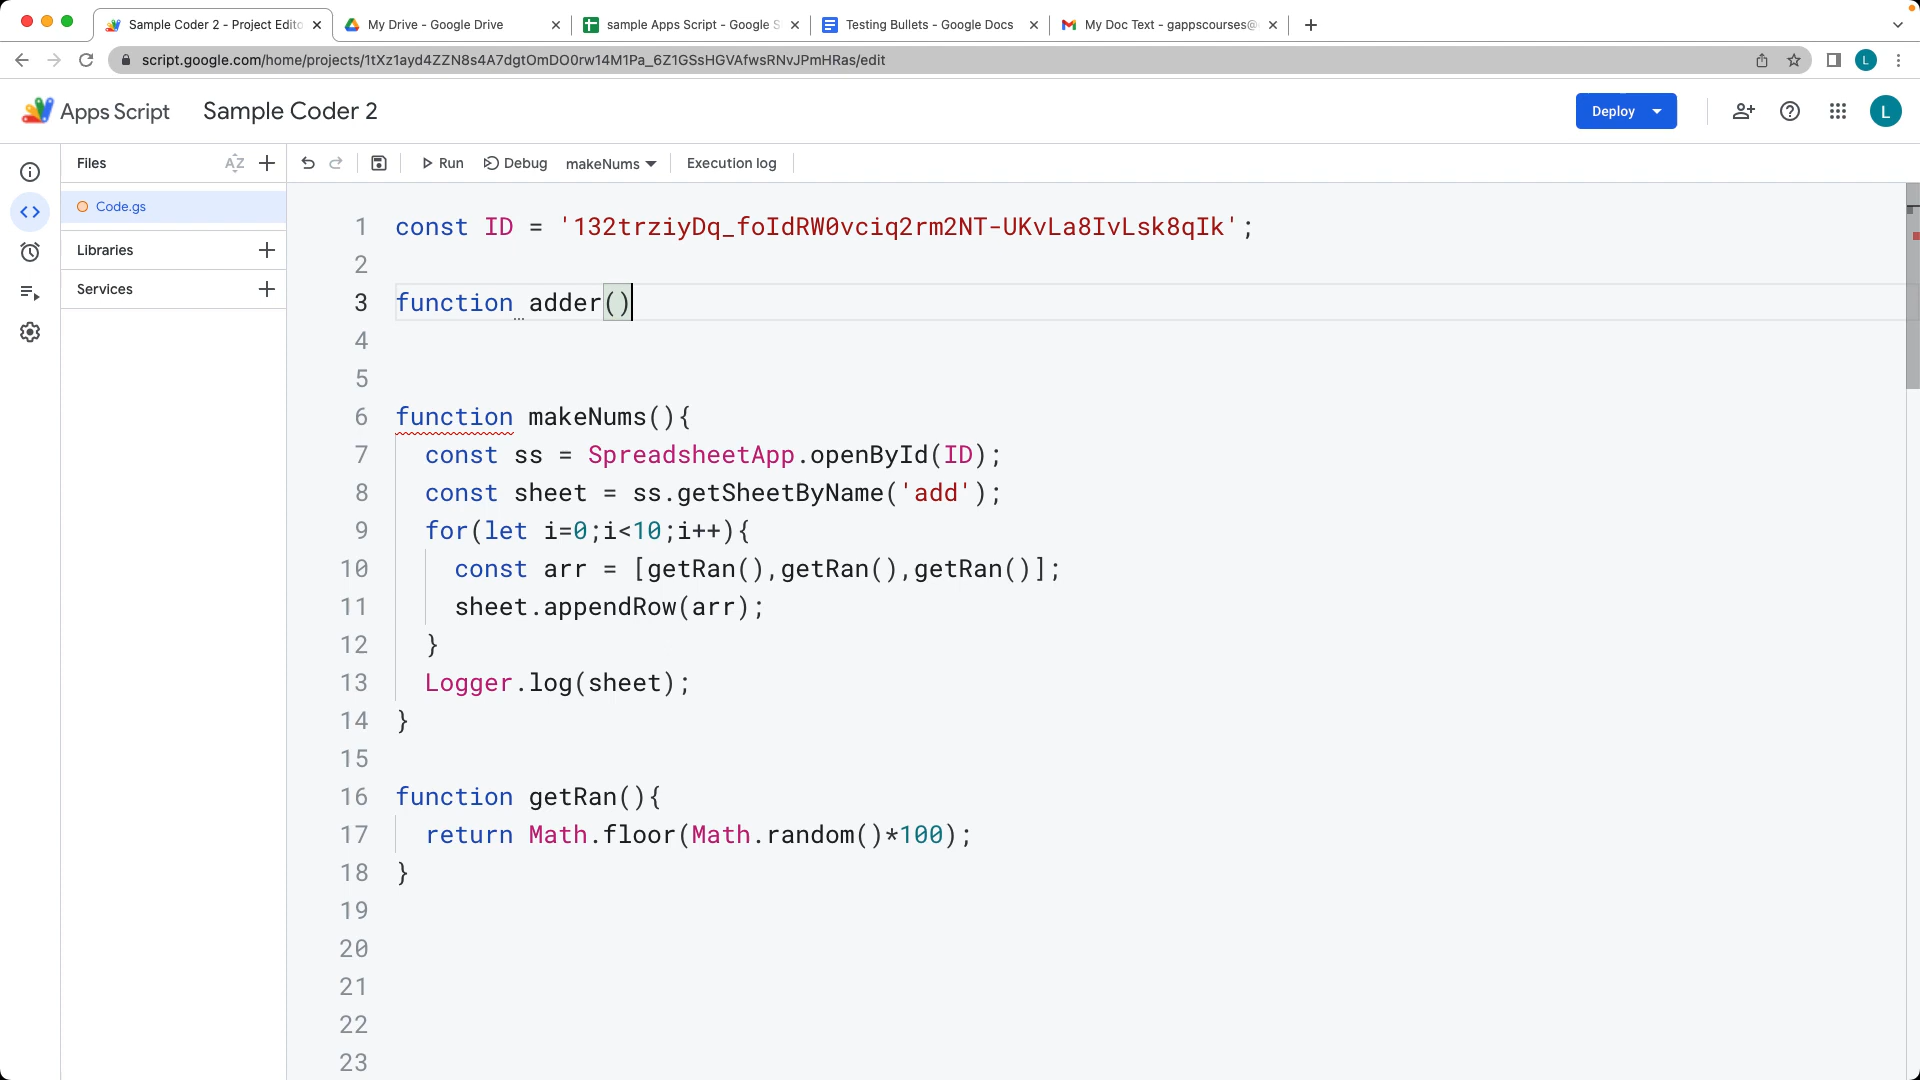 Sample Coder 2 - Project Edito
My Drive - Google Drive
sample Apps Script - Google S
Testing Bullets - Google Docs
My Doc Text - gappscourses@
script.google.com/home/projects/1tXz1ayd4ZZN8s4A7dgtOmDO0rw14M1Pa_6Z1GSsHGVAfwsRNvJPmHRas/edit
L
Apps Script
Sample Coder 2
Deploy
L
Files
AZ
Run
Debug
makeNums
Execution log
Code.gs
Libraries
Services
1 const ID = '132trziyDq_foIdRW0vciq2rm2NT-UKvLa8IvLsk8qIk';
2
3 function adder()
4
5
6 function makeNums(){
7 const ss = SpreadsheetApp.openById(ID);
8 const sheet = ss.getSheetByName('add');
9 for(let i=0;i<10;i++){
10 const arr = [getRan(),getRan(),getRan()];
11 sheet.appendRow(arr);
12 }
13 Logger.log(sheet);
14 }
15
16 function getRan(){
17 return Math.floor(Math.random()*100);
18 }
19
20
21
22
23